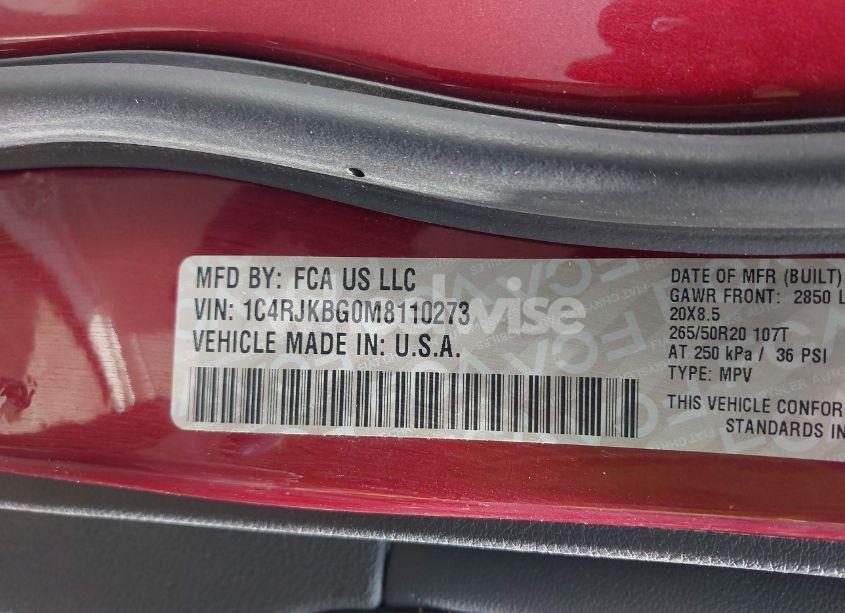 MFD BY: FCA US LLC
VIN: 1C4RJKBG0M8110273
VEHICLE MADE IN: U.S.A.
DATE OF MFR (BUILT)
GAWR FRONT: 2850 L
20X8.5
265/50R20 107T
AT 250 kPa / 36 PSI
TYPE: MPV
THIS VEHICLE CONFOR
STANDARDS IN